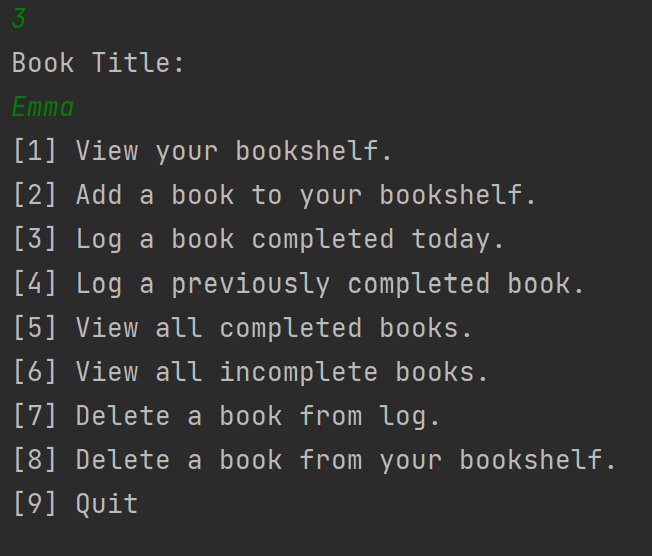 3
Book Title:
Emma
[1] View your bookshelf.
[2] Add a book to your bookshelf.
[3] Log a book completed today.
[4] Log a previously completed book.
[5] View all completed books.
[6] View all incomplete books.
[7] Delete a book from log.
[8] Delete a book from your bookshelf.
[9] Quit